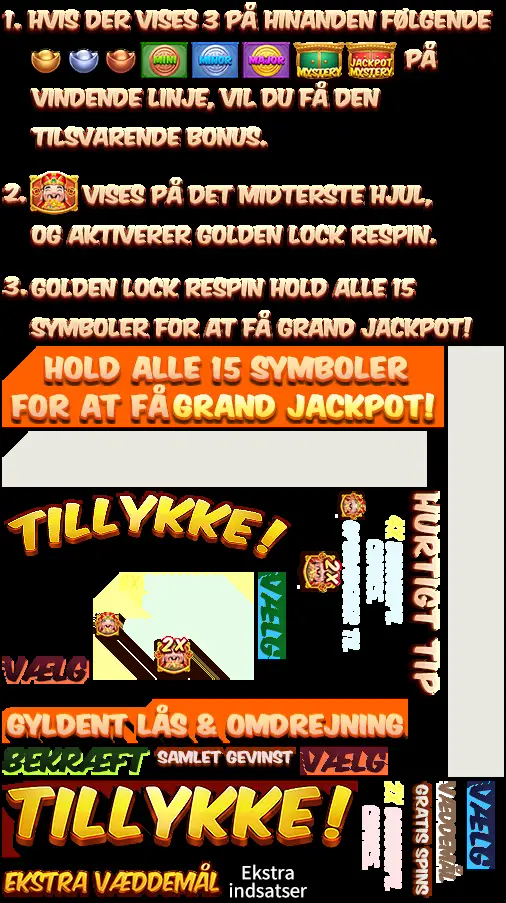 1. HVIS DER VISES 3 PÅ HINANDEN FØLGENDE
MINI MINOR MAJOR MYSTERY JACKPOT MYSTERY PÅ
VINDENDE LINJE, VIL DU FÅ DEN
TILSVARENDE BONUS.
2. VISES PÅ DET MIDTERSTE HJUL,
OG AKTIVERER GOLDEN LOCK RESPIN.
3. GOLDEN LOCK RESPIN HOLD ALLE 15
SYMBOLER FOR AT FÅ GRAND JACKPOT!
HOLD ALLE 15 SYMBOLER
FOR AT FÅ GRAND JACKPOT!
TILLYKKE!
2X
HURTIGT TIP
VÆLG
2X
VÆLG
GYLDENT LÅS & OMDREJNING
BEKRÆFT
SAMLET GEVINST
VÆLG
TILLYKKE!
GRATIS SPINS
VÆDDEMÅL
VÆLG
EKSTRA VÆDDEMÅL
Ekstra
indsatser